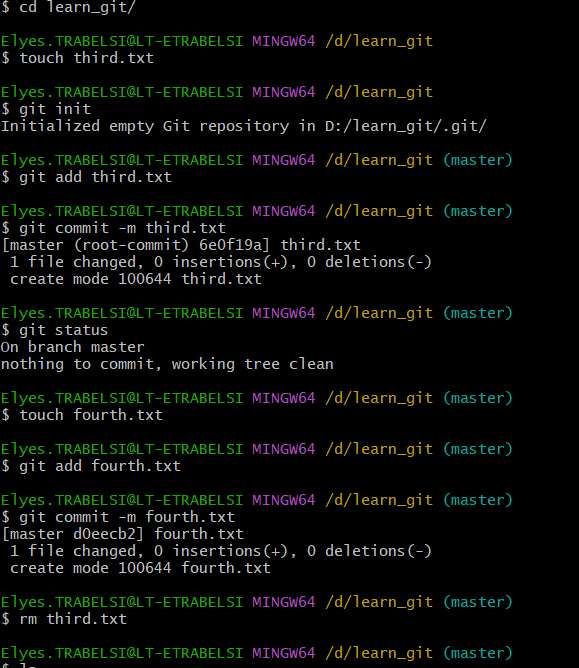 $ cd learn_git/
Elyes.TRABELSI@LT-ETRABELSI MINGW64 /d/learn_git
$ touch third.txt
Elyes.TRABELSI@LT-ETRABELSI MINGW64 /d/learn_git
$ git init
Initialized empty Git repository in D:/learn_git/.git/
Elyes.TRABELSI@LT-ETRABELSI MINGW64 /d/learn_git (master)
$ git add third.txt
Elyes.TRABELSI@LT-ETRABELSI MINGW64 /d/learn_git (master)
$ git commit -m third.txt
[master (root-commit) 6e0f19a] third.txt
 1 file changed, 0 insertions(+), 0 deletions(-)
 create mode 100644 third.txt
Elyes.TRABELSI@LT-ETRABELSI MINGW64 /d/learn_git (master)
$ git status
On branch master
nothing to commit, working tree clean
Elyes.TRABELSI@LT-ETRABELSI MINGW64 /d/learn_git (master)
$ touch fourth.txt
Elyes.TRABELSI@LT-ETRABELSI MINGW64 /d/learn_git (master)
$ git add fourth.txt
Elyes.TRABELSI@LT-ETRABELSI MINGW64 /d/learn_git (master)
$ git commit -m fourth.txt
[master d0eecb2] fourth.txt
 1 file changed, 0 insertions(+), 0 deletions(-)
 create mode 100644 fourth.txt
Elyes.TRABELSI@LT-ETRABELSI MINGW64 /d/learn_git (master)
$ rm third.txt
Elyes.TRABELSI@LT-ETRABELSI MINGW64 /d/learn_git (master)